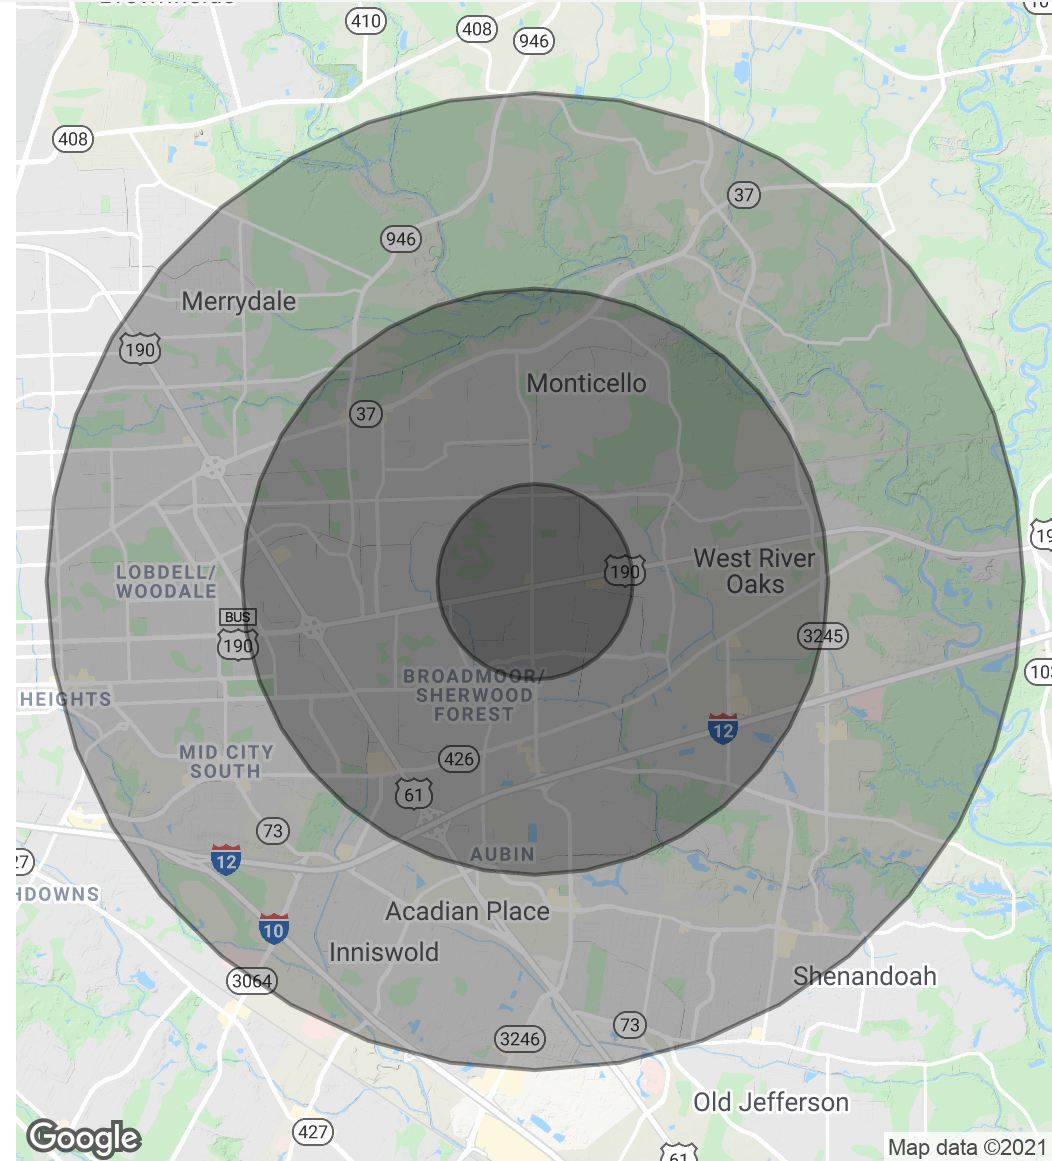 410
408
946
408
37
946
Merrydale
190
Monticello
37
190
West River
Oaks
LOBDELL/
WOODALE
BUS
190
3245
BROADMOOR/
SHERWOOD
FOREST
HEIGHTS
12
MID CITY
SOUTH
426
61
73
12
AUBIN
Acadian Place
10
Inniswold
3064
Shenandoah
73
3246
Old Jefferson
427
61
Google
Map data ©2021